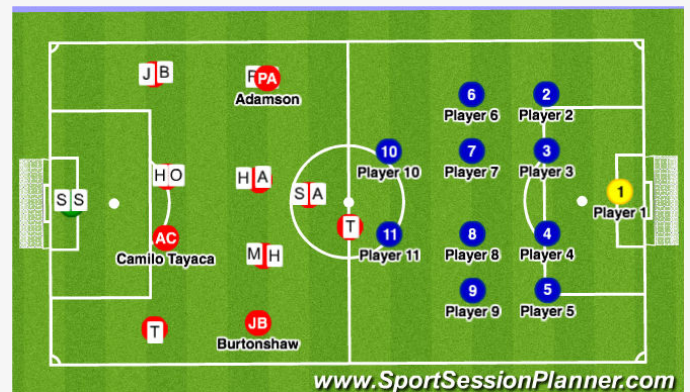 J B
PA
Adamson
6
Player 6
2
Player 2
10
Player 10
7
Player 7
3
Player 3
H O
H A
S A
S S
1
Player 1
T
AC
Camilo Tayaca
11
Player 11
8
Player 8
4
Player 4
M H
9
Player 9
5
Player 5
T
JB
Burtonshaw
www.SportSessionPlanner.com